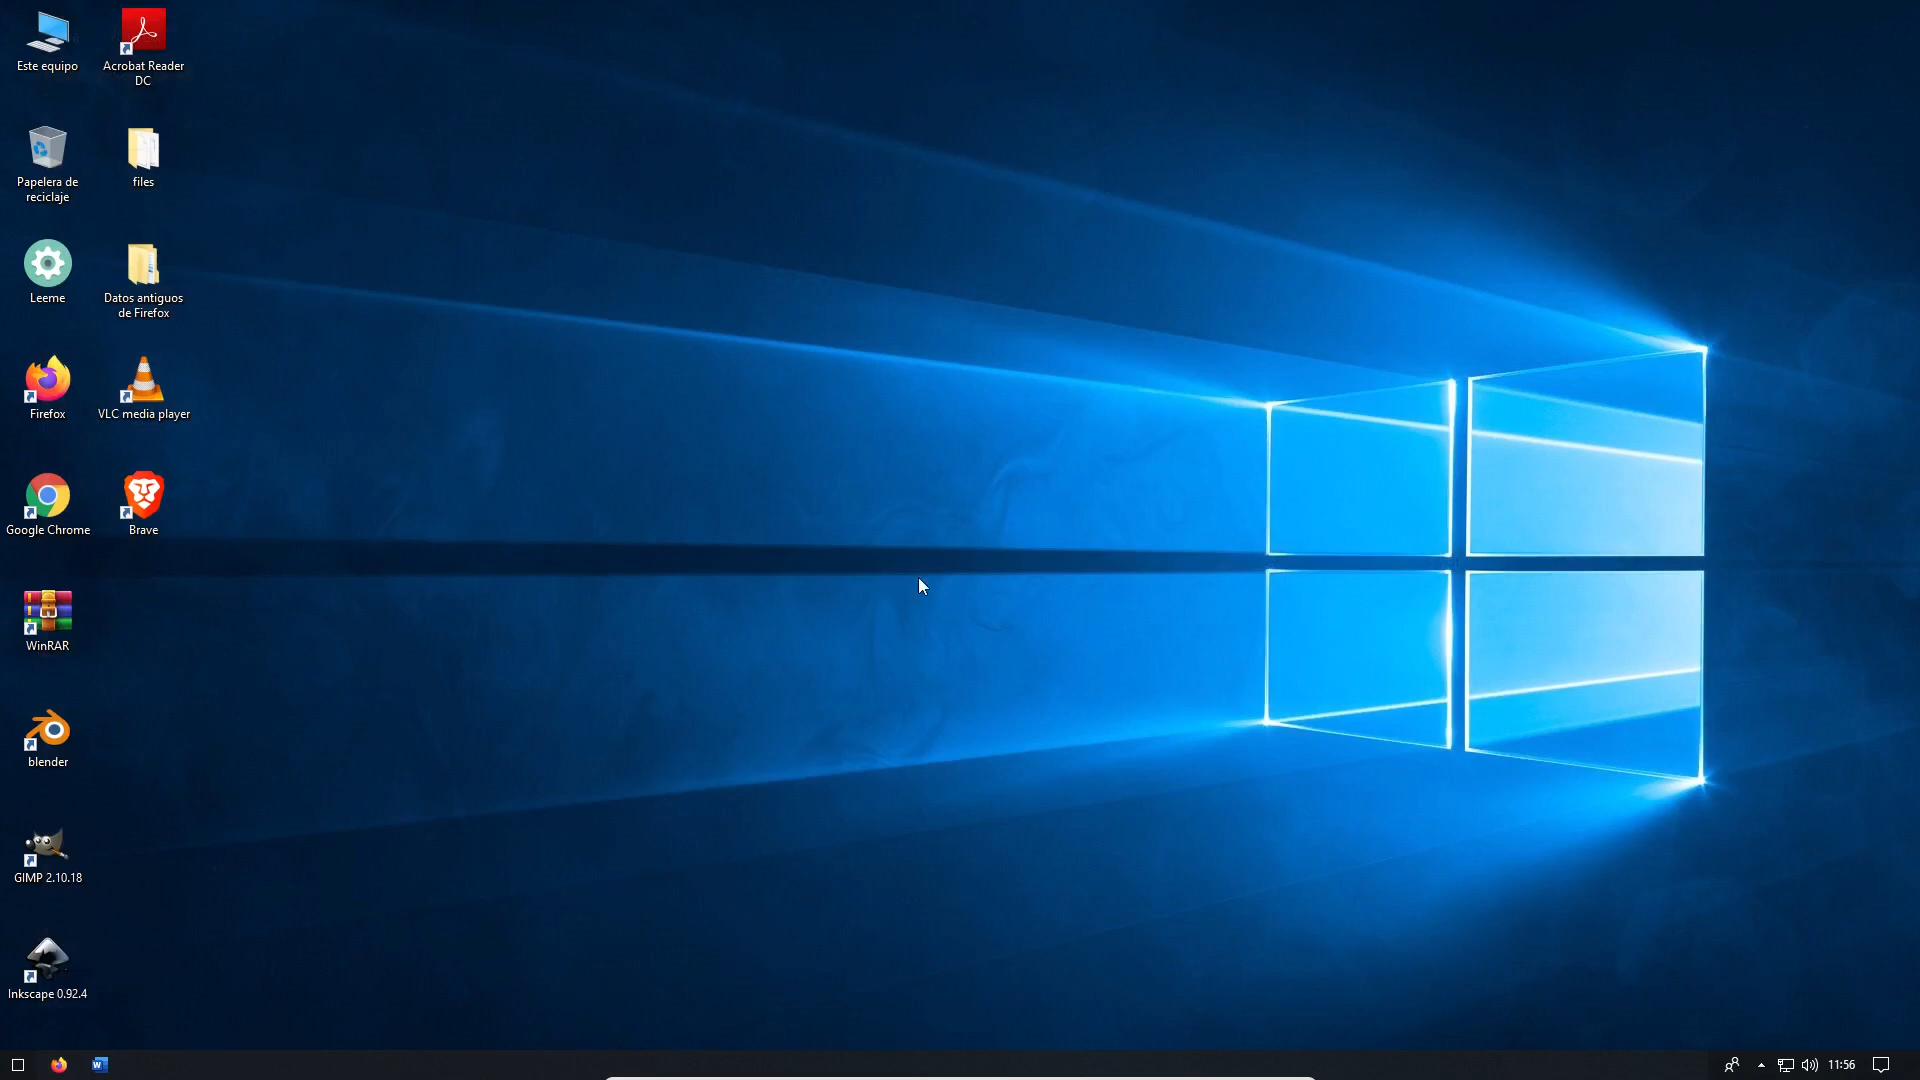 Este equipo
Acrobat Reader
DC
Papelera de
reciclaje
files
Leeme
Datos antiguos
de Firefox
Firefox
VLC media player
Google Chrome
Brave
WinRAR
blender
GIMP 2.10.18
Inkscape 0.92.4
W
11:56